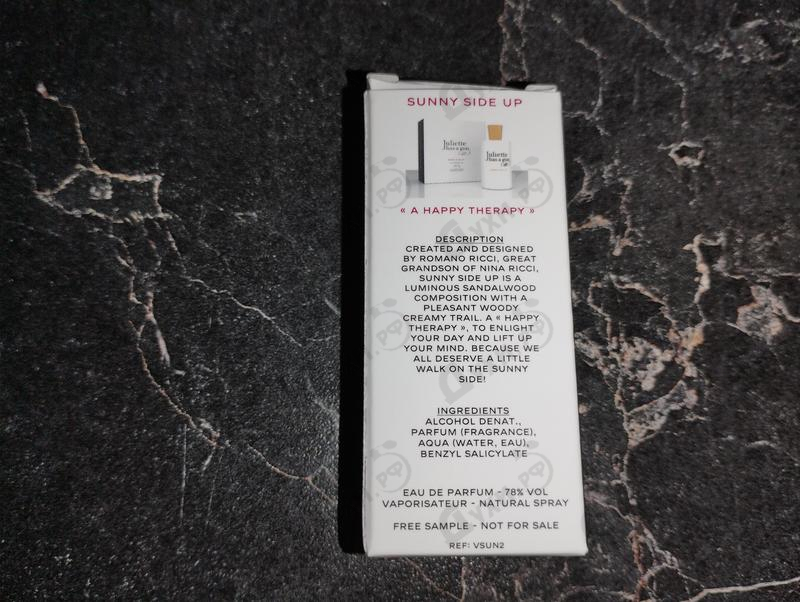 SUNNY SIDE UP
Juliette
has a gun
Juliette
has a gun
« A HAPPY THERAPY »
DESCRIPTION
CREATED AND DESIGNED
BY ROMANO RICCI, GREAT
GRANDSON OF NINA RICCI,
SUNNY SIDE UP IS A
LUMINOUS SANDALWOOD
COMPOSITION WITH A
PLEASANT WOODY
CREAMY TRAIL. A « HAPPY
THERAPY », TO ENLIGHT
YOUR DAY AND LIFT UP
YOUR MIND. BECAUSE WE
ALL DESERVE A LITTLE
WALK ON THE SUNNY
SIDE!
INGREDIENTS
ALCOHOL DENAT.,
PARFUM (FRAGRANCE),
AQUA (WATER, EAU),
BENZYL SALICYLATE
EAU DE PARFUM - 78% VOL
VAPORISATEUR - NATURAL SPRAY
FREE SAMPLE - NOT FOR SALE
REF: VSUN2